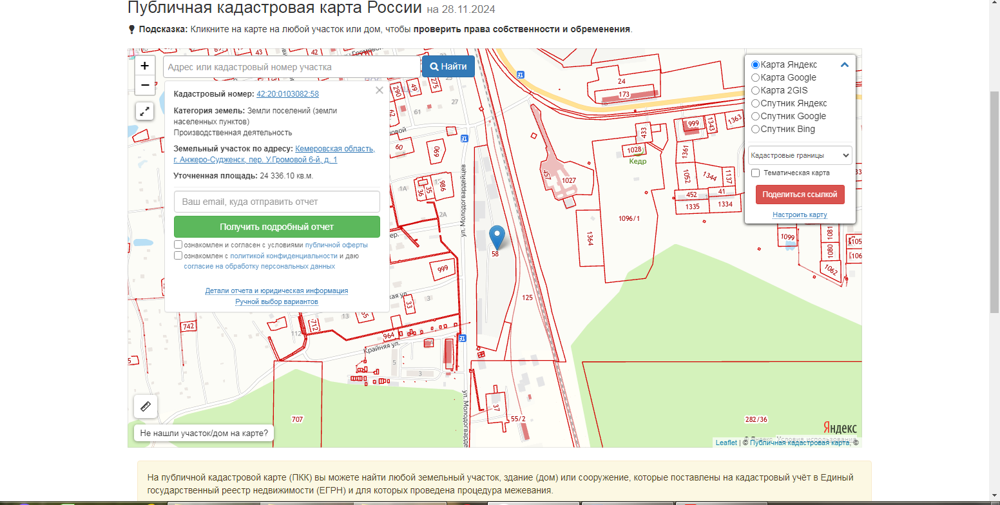 Публичная кадастровая карта России на 28.11.2024
Подсказка: Кликните на карте на любой участок или дом, чтобы проверить права собственности и обременения.
+
−
Адрес или кадастровый номер участка
Найти
Кадастровый номер: 42:20:0103082:58
Категория земель: Земли поселений (земли
населенных пунктов)
Производственная деятельность
Земельный участок по адресу: Кемеровская область,
г. Анжеро-Судженск, пер. У.Громовой 6-й, д. 1
Уточненная площадь: 24 336.10 кв.м.
Ваш email, куда отправить отчет
Получить подробный отчет
ознакомлен и согласен с условиями публичной оферты
ознакомлен с политикой конфиденциальности и даю
согласие на обработку персональных данных
Детали отчета и юридическая информация
Ручной выбор вариантов
Карта Яндекс
Карта Google
Карта 2GIS
Спутник Яндекс
Спутник Google
Спутник Bing
Кадастровые границы
Тематическая карта
Поделиться ссылкой
Настроить карту
43
42
290
49
275
27
61
62
60
690
1А
36
35
986
2А
999
33
3
13
712
112
964
742
5
3
707
ул. Молодогвардейцев
Крайняя ул.
58
125
37
55/2
24
173
457
1027
433
1028
Кедр
999
1343
1363
1361
1052
1344
1137
452
41
1335
1334
1096/1
1364
1099
1081
1080
1062
282/36
Яндекс
Leaflet | © Публичная кадастровая карта, ©
Не нашли участок/дом на карте?
На публичной кадастровой карте (ПКК) вы можете найти любой земельный участок, здание (дом) или сооружение, которые поставлены на кадастровый учёт в Единый
государственный реестр недвижимости (ЕГРН) и для которых проведена процедура межевания.